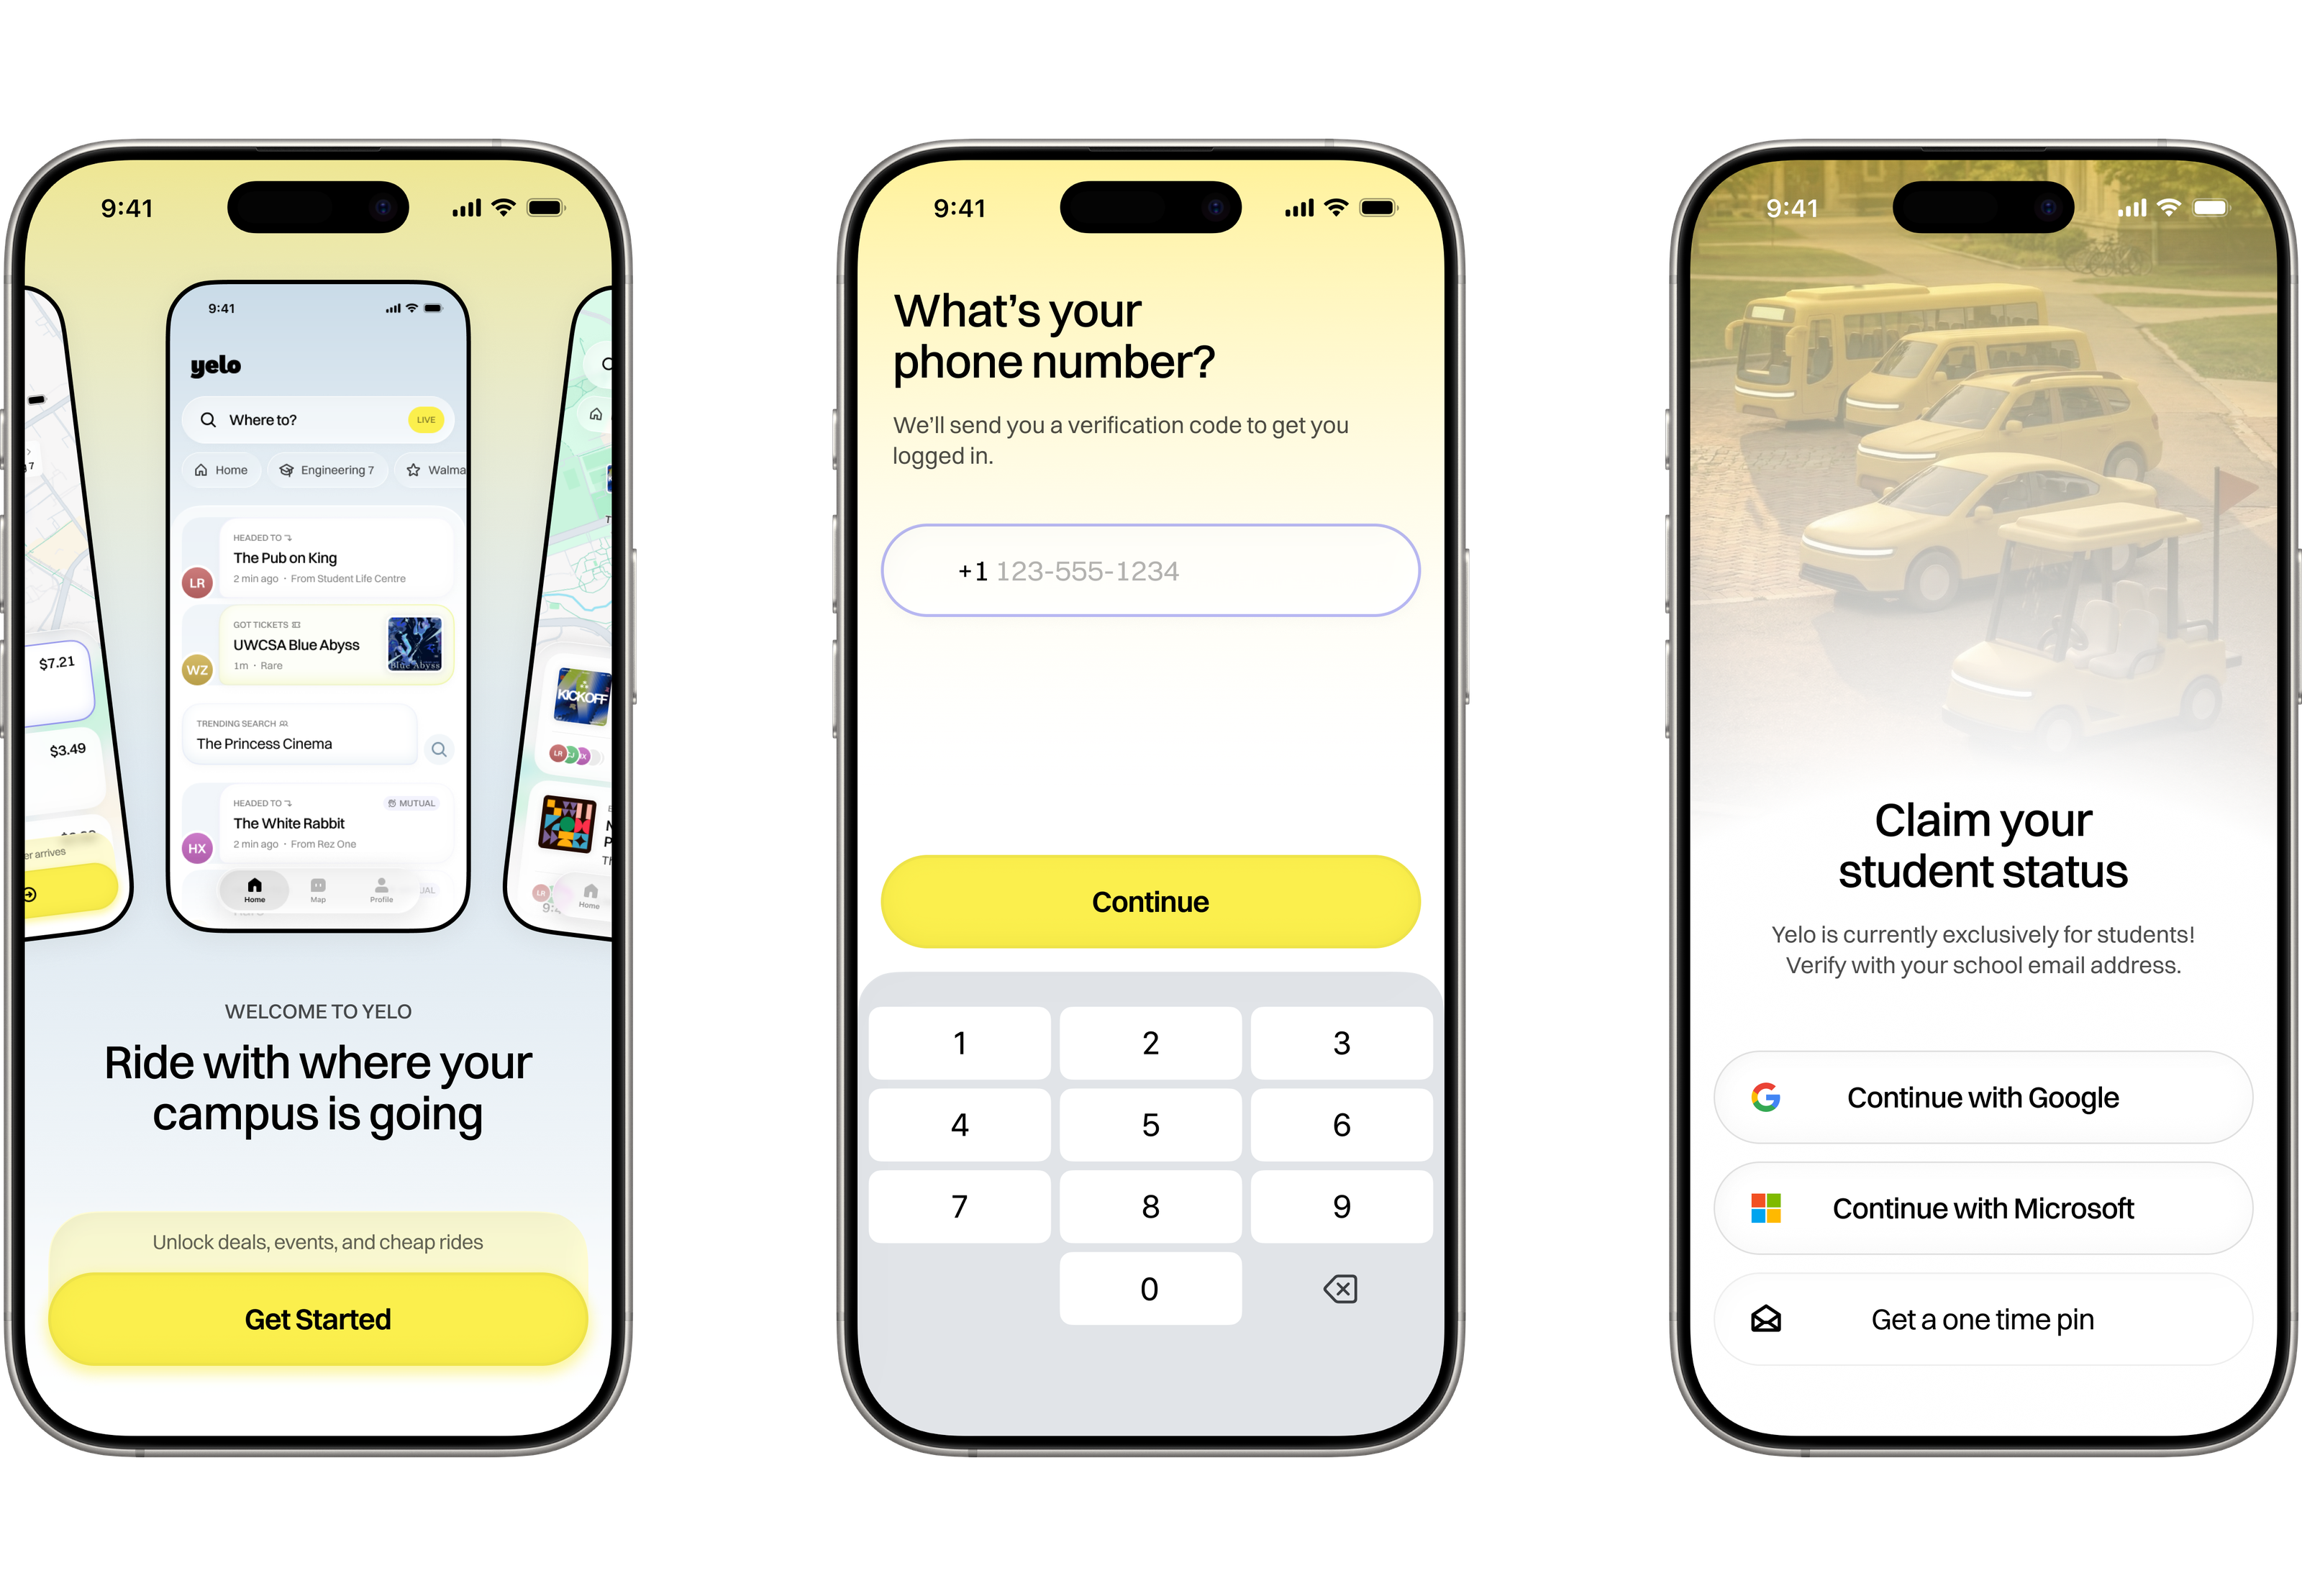 9:41
9:41
yelo
Where to?
LIVE
Home
Engineering 7
HEADED TO
The Pub on King
2 min ago · From Student Life Centre
LR
GOT TICKETS
UWCSA Blue Abyss
1m · Rare
WZ
Blue Abyss
TRENDING SEARCH
The Princess Cinema
HEADED TO
MUTUAL
The White Rabbit
2 min ago · From Rez One
HX
Home
Map
Profile
7
$7.21
$3.49
arrives
KICKOFF
LR
LR
Home
WELCOME TO YELO
Ride with where your
campus is going
Unlock deals, events, and cheap rides
Get Started
9:41
What's your
phone number?
We'll send you a verification code to get you
logged in.
+1 123-555-1234
Continue
1 2 3
4 5 6
7 8 9
0
9:41
Claim your
student status
Yelo is currently exclusively for students!
Verify with your school email address.
Continue with Google
Continue with Microsoft
Get a one time pin